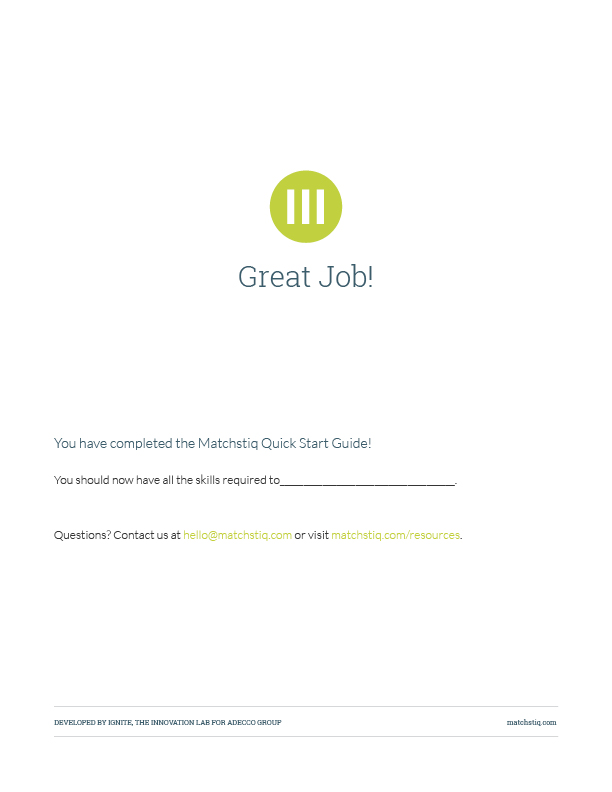 Great Job!
You have completed the Matchstiq Quick Start Guide!
You should now have all the skills required to___________________________________.
Questions? Contact us at hello@matchstiq.com or visit matchstiq.com/resources.
DEVELOPED BY IGNITE, THE INNOVATION LAB FOR ADECCO GROUP
matchstiq.com